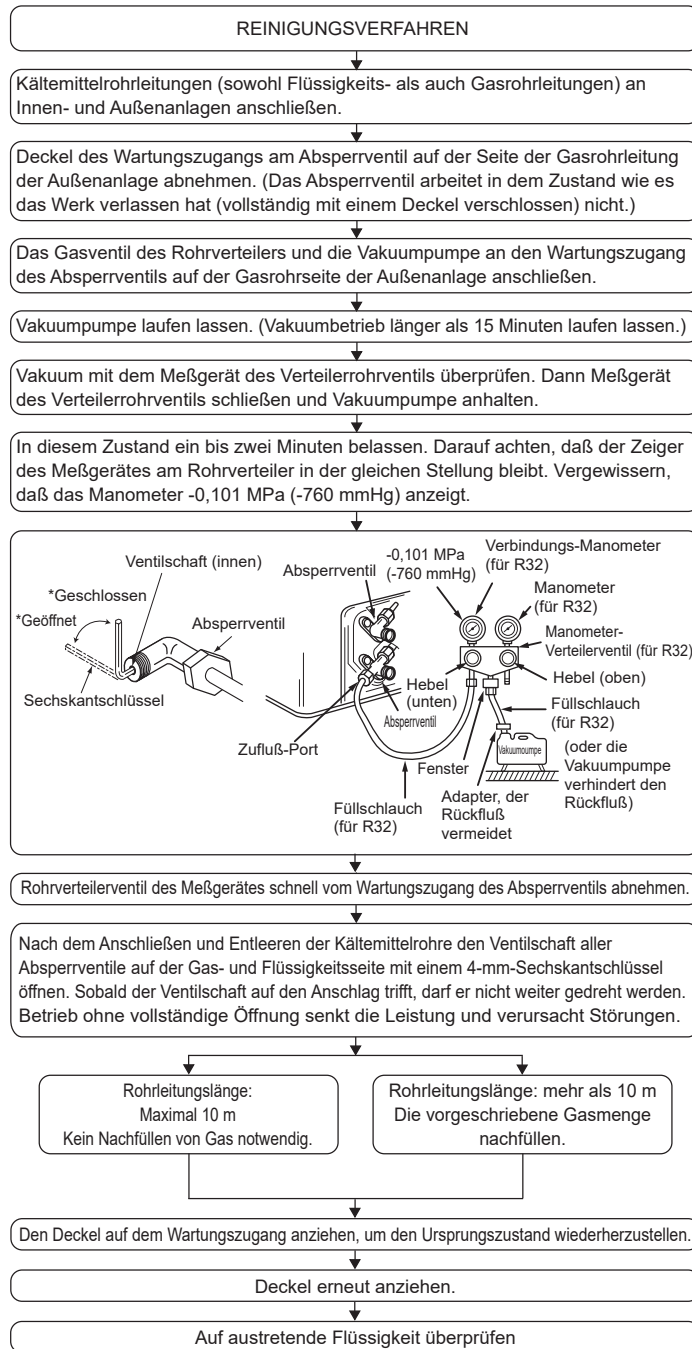 REINIGUNGSVERFAHREN
Kältemittelrohrleitungen (sowohl Flüssigkeits- als auch Gasrohrleitungen) an
Innen- und Außenanlagen anschließen.
Deckel des Wartungszugangs am Absperrventil auf der Seite der Gasrohrleitung
der Außenanlage abnehmen. (Das Absperrventil arbeitet in dem Zustand wie es
das Werk verlassen hat (vollständig mit einem Deckel verschlossen) nicht.)
Das Gasventil des Rohrverteilers und die Vakuumpumpe an den Wartungszugang
des Absperrventils auf der Gasrohrseite der Außenanlage anschließen.
Vakuumpumpe laufen lassen. (Vakuumbetrieb länger als 15 Minuten laufen lassen.)
Vakuum mit dem Meßgerät des Verteilerrohrventils überprüfen. Dann Meßgerät
des Verteilerrohrventils schließen und Vakuumpumpe anhalten.
In diesem Zustand ein bis zwei Minuten belassen. Darauf achten, daß der Zeiger
des Meßgerätes am Rohrverteiler in der gleichen Stellung bleibt. Vergewissern,
daß das Manometer -0,101 MPa (-760 mmHg) anzeigt.
Ventilschaft (innen)
*Geschlossen
*Geöffnet
Absperrventil
Sechskantschlüssel
Absperrventil
-0,101 MPa
(-760 mmHg)
Verbindungs-Manometer
(für R32)
Manometer
(für R32)
Manometer-
Verteilerventil (für R32)
Hebel
(unten)
Hebel (oben)
Absperrventil
Zufluß-Port
Füllschlauch
(für R32)
Fenster
Füllschlauch
(für R32)
Vakuumoumpe
(oder die
Vakuumpumpe
verhindert den
Rückfluß)
Adapter, der
Rückfluß
vermeidet
Rohrverteilerventil des Meßgerätes schnell vom Wartungszugang des Absperrventils abnehmen.
Nach dem Anschließen und Entleeren der Kältemittelrohre den Ventilschaft aller
Absperrventile auf der Gas- und Flüssigkeitsseite mit einem 4-mm-Sechskantschlüssel
öffnen. Sobald der Ventilschaft auf den Anschlag trifft, darf er nicht weiter gedreht werden.
Betrieb ohne vollständige Öffnung senkt die Leistung und verursacht Störungen.
Rohrleitungslänge:
Maximal 10 m
Kein Nachfüllen von Gas notwendig.
Rohrleitungslänge: mehr als 10 m
Die vorgeschriebene Gasmenge
nachfüllen.
Den Deckel auf dem Wartungszugang anziehen, um den Ursprungszustand wiederherzustellen.
Deckel erneut anziehen.
Auf austretende Flüssigkeit überprüfen